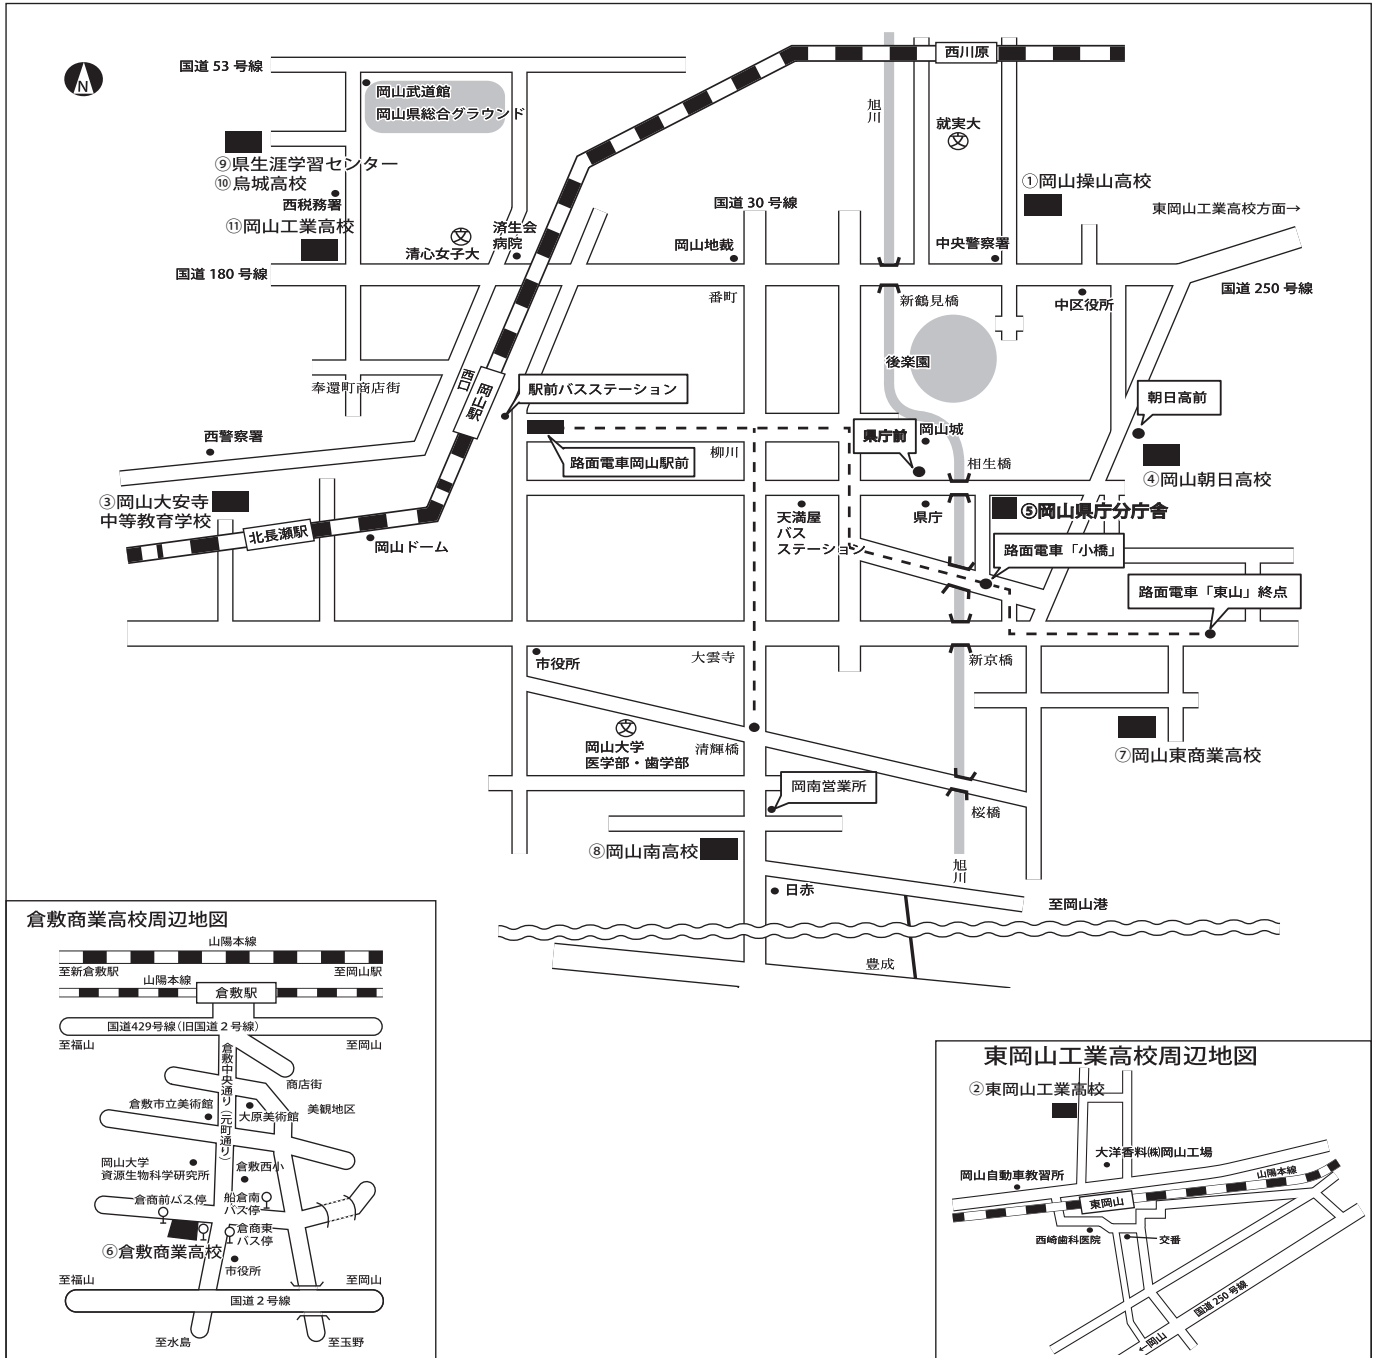 国道 53 号線
N
岡山武道館
岡山県総合グラウンド
西川原
旭川
就実大
⑨県生涯学習センター
⑩烏城高校
西税務署
⑪岡山工業高校
①岡山操山高校
東岡山工業高校方面→
国道 30 号線
済生会
病院
清心女子大
岡山地裁
中央警察署
国道 180 号線
国道 250 号線
番町
新鶴見橋
中区役所
後楽園
奉還町商店街
西口
岡山駅
駅前バスステーション
朝日高前
西警察署
路面電車岡山駅前
柳川
県庁前
岡山城
相生橋
④岡山朝日高校
③岡山大安寺
中等教育学校
北長瀬駅
岡山ドーム
天満屋
バス
ステーション
県庁
⑤岡山県庁分庁舎
路面電車「小橋」
路面電車「東山」終点
市役所
大雲寺
新京橋
岡山大学
医学部・歯学部
清輝橋
⑦岡山東商業高校
岡南営業所
桜橋
⑧岡山南高校
旭川
日赤
至岡山港
豊成
倉敷商業高校周辺地図
山陽本線
至新倉敷駅
至岡山駅
山陽本線
倉敷駅
国道429号線(旧国道２号線)
至福山
至岡山
倉敷中央通り(元町通り)
商店街
倉敷市立美術館
大原美術館
美観地区
岡山大学
資源生物科学研究所
倉敷西小
倉商前バス停
船倉南
バス停
倉商東
バス停
⑥倉敷商業高校
市役所
至福山
至岡山
国道２号線
至水島
至玉野
東岡山工業高校周辺地図
②東岡山工業高校
大洋香料㈱岡山工場
岡山自動車教習所
山陽本線
東岡山
西崎歯科医院
交番
国道 250 号線
←岡山